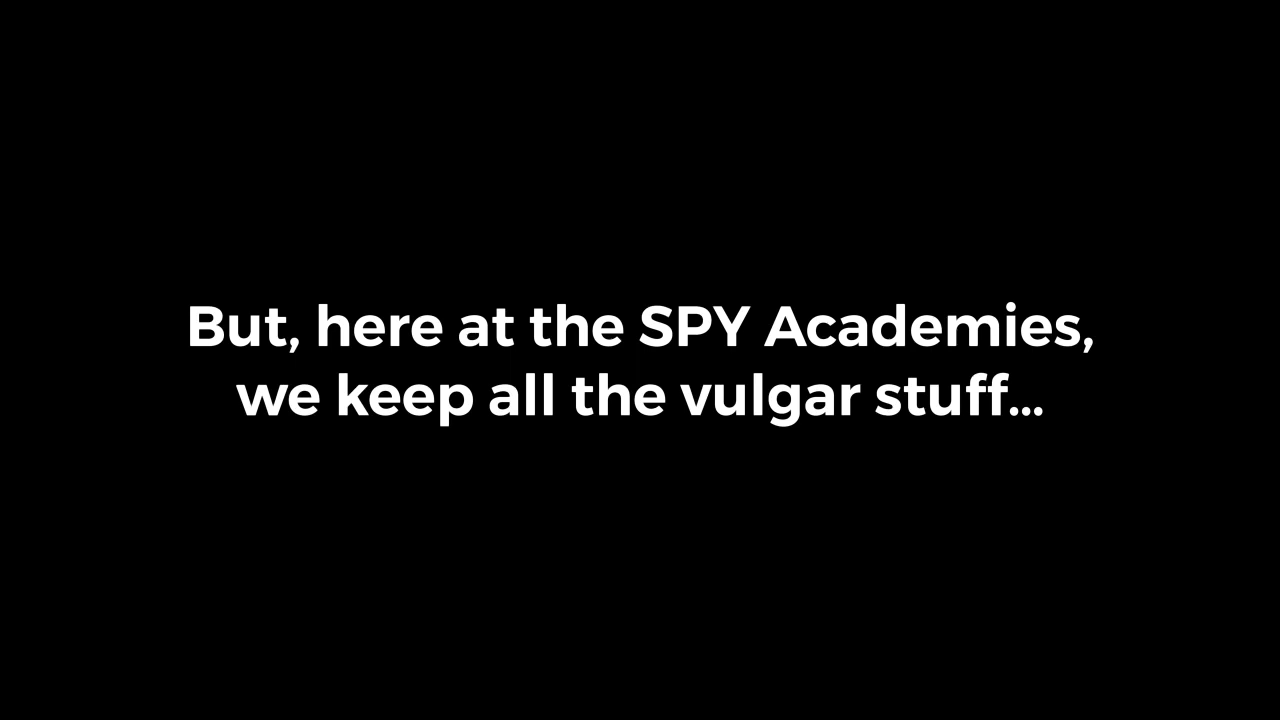 But, here at the SPY Academies,
we keep all the vulgar stuff...